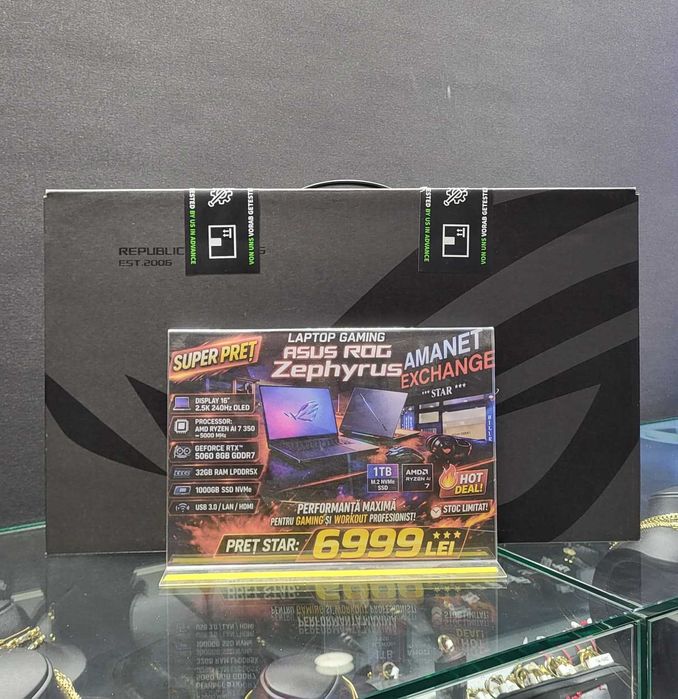 TESTED BY US IN ADVANCE
VON UNS VORAB GETESTET
TESTED BY US IN ADVANCE
VON UNS VORAB GETESTET
REPUBLIC
EST.2006
SUPER PREȚ
LAPTOP GAMING
ASUS ROG
Zephyrus
AMANET
EXCHANGE
*** STAR ***
DISPLAY 16"
2.5K 240Hz OLED
PROCESSOR:
AMD RYZEN AI 7 350
~5000 MHz
GEFORCE RTX™
5060 8GB GDDR7
32GB RAM LPDDR5X
1000GB SSD NVMe
USB 3.0 / LAN / HDMI
1TB
M.2 NVMe
SSD
AMD
RYZEN AI
7
HOT
DEAL!
STOC LIMITAT!
PERFORMANȚĂ MAXIMĂ
PENTRU GAMING ȘI WORKOUT PROFESIONIST!
PREȚ STAR: 6999 LEI